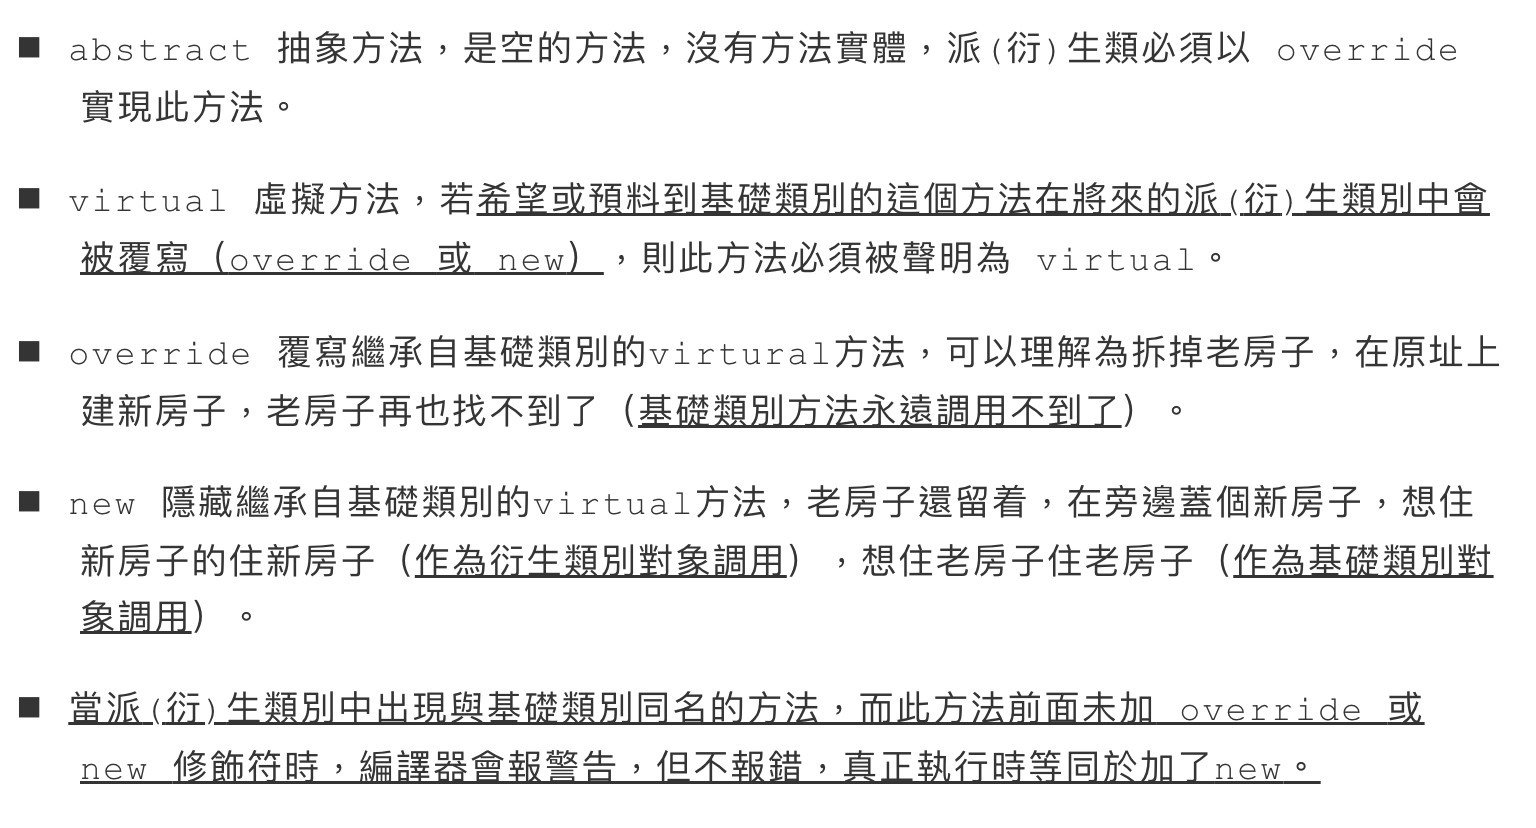 ■ abstract 抽象方法，是空的方法，沒有方法實體，派(衍)生類必須以 override
實現此方法。
■ virtual 虛擬方法，若希望或預料到基礎類別的這個方法在將來的派(衍)生類別中會
被覆寫（override 或 new），則此方法必須被聲明為 virtual。
■ override 覆寫繼承自基礎類別的virtural方法，可以理解為拆掉老房子，在原址上
建新房子，老房子再也找不到了（基礎類別方法永遠調用不到了）。
■ new 隱藏繼承自基礎類別的virtual方法，老房子還留着，在旁邊蓋個新房子，想住
新房子的住新房子（作為衍生類別對象調用），想住老房子住老房子（作為基礎類別對
象調用）。
■ 當派(衍)生類別中出現與基礎類別同名的方法，而此方法前面未加 override 或
new 修飾符時，編譯器會報警告，但不報錯，真正執行時等同於加了new。